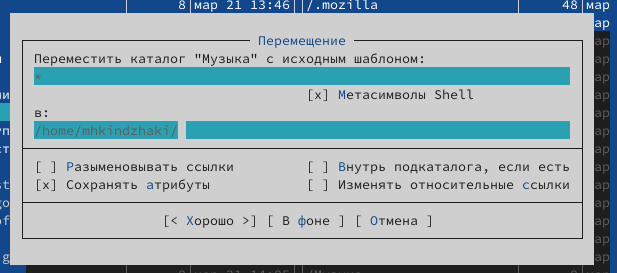 8 мар 21 13:46 /.mozilla 48 мар
Перемещение
Переместить каталог "Музыка" с исходным шаблоном:
*
[x] Метасимволы Shell
в:
/home/mhkindzhaki/
[ ] Разыменовывать ссылки [ ] Внутрь подкаталога, если есть
[x] Сохранять атрибуты [ ] Изменять относительные ссылки
[< Хорошо >] [ В фоне ] [ Отмена ]